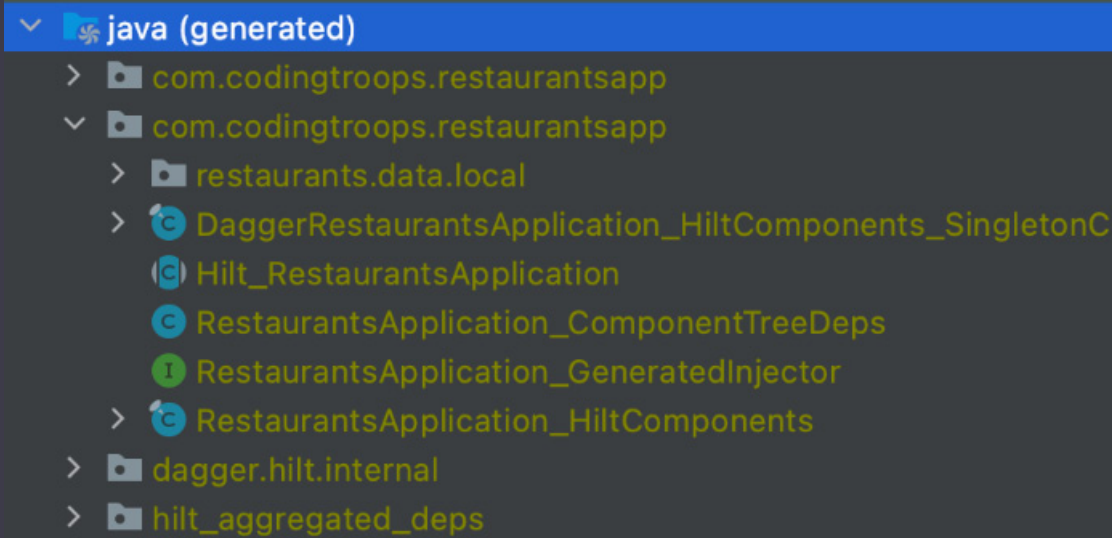 java (generated)
com.codingtroops.restaurantsapp
com.codingtroops.restaurantsapp
restaurants.data.local
C DaggerRestaurantsApplication_HiltComponents_SingletonC
C Hilt_RestaurantsApplication
C RestaurantsApplication_ComponentTreeDeps
I RestaurantsApplication_GeneratedInjector
C RestaurantsApplication_HiltComponents
dagger.hilt.internal
hilt_aggregated_deps